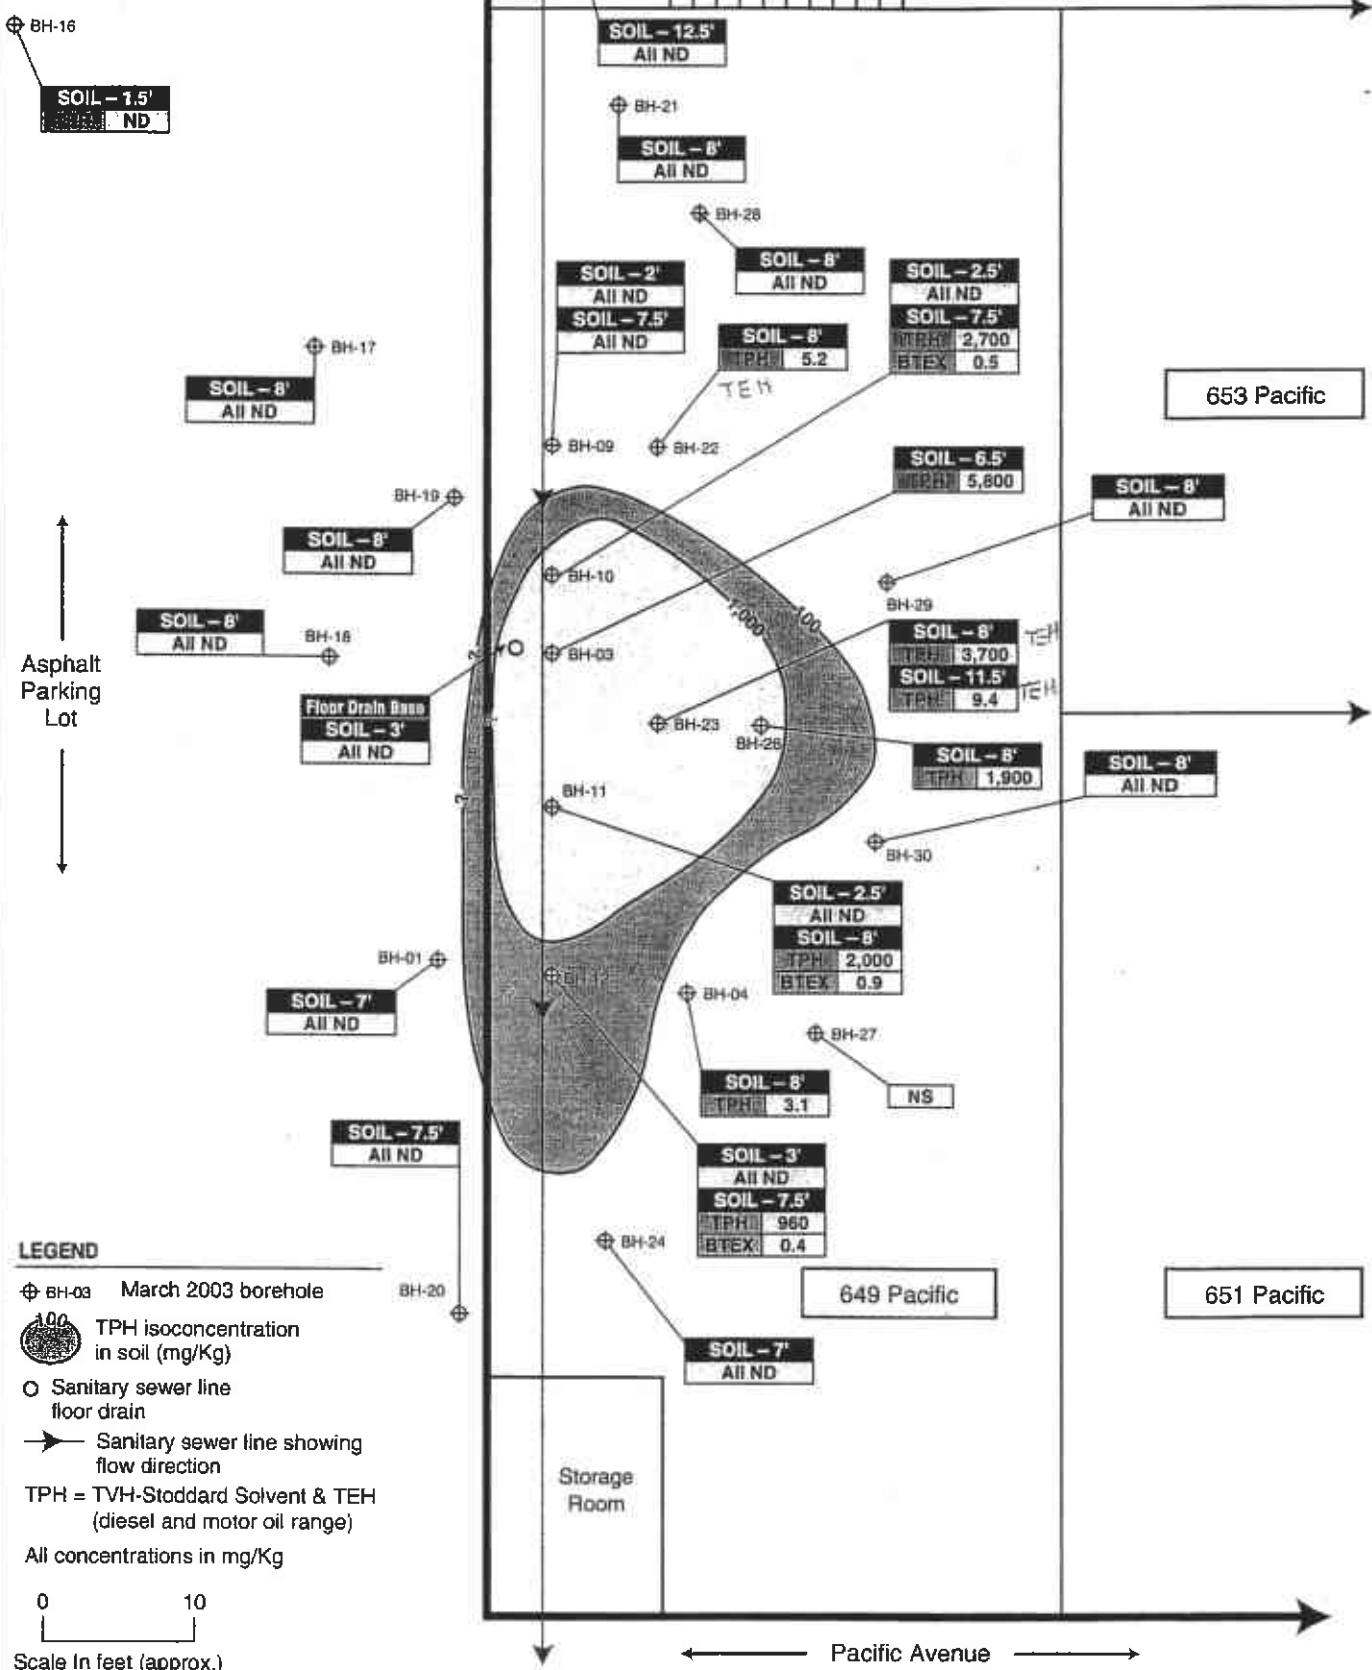 BH-16
SOIL – 1.5'
ND
SOIL – 12.5'
All ND
BH-21
SOIL – 8'
All ND
BH-28
SOIL – 8'
All ND
SOIL – 2'
All ND
SOIL – 7.5'
All ND
SOIL – 8'
TPH 5.2
TEH
SOIL – 2.5'
All ND
SOIL – 7.5'
TPH 2,700
BTEX 0.5
BH-17
SOIL – 8'
All ND
653 Pacific
BH-09
BH-22
SOIL – 6.5'
TPH 5,800
BH-19
SOIL – 8'
All ND
SOIL – 8'
All ND
BH-10
BH-29
1,000
100
SOIL – 8'
All ND
BH-18
BH-03
?
SOIL – 8' TEH
TPH 3,700
SOIL – 11.5'
TPH 9.4 TEH
Asphalt
Parking
Lot
Floor Drain Base
SOIL – 3'
All ND
BH-23
BH-26
SOIL – 8'
TPH 1,900
SOIL – 8'
All ND
?
BH-11
BH-30
SOIL – 2.5'
All ND
SOIL – 8'
TPH 2,000
BTEX 0.9
BH-01
SOIL – 7'
All ND
BH-12
BH-04
BH-27
NS
SOIL – 8'
TPH 3.1
SOIL – 7.5'
All ND
SOIL – 3'
All ND
SOIL – 7.5'
TPH 960
BTEX 0.4
BH-24
SOIL – 7'
All ND
BH-20
649 Pacific
651 Pacific
LEGEND
BH-03 March 2003 borehole
100 TPH isoconcentration
in soil (mg/Kg)
Sanitary sewer line
floor drain
Sanitary sewer line showing
flow direction
TPH = TVH-Stoddard Solvent & TEH
(diesel and motor oil range)
All concentrations in mg/Kg
0 10
Scale In feet (approx.)
Storage
Room
Pacific Avenue